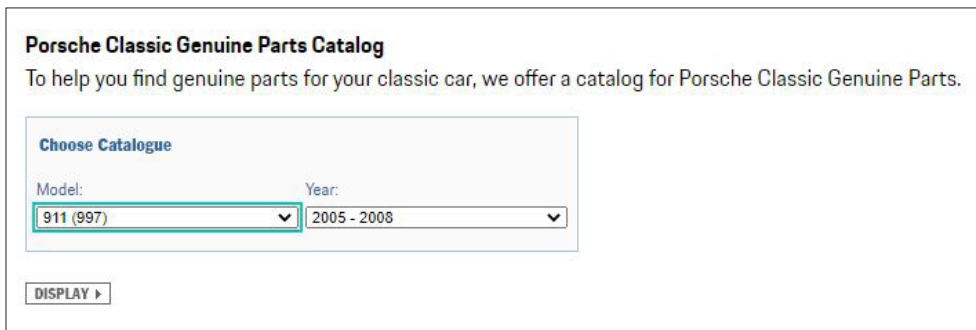 Porsche Classic Genuine Parts Catalog
To help you find genuine parts for your classic car, we offer a catalog for Porsche Classic Genuine Parts.
Choose Catalogue
Model: Year:
911 (997) 2005 - 2008
DISPLAY